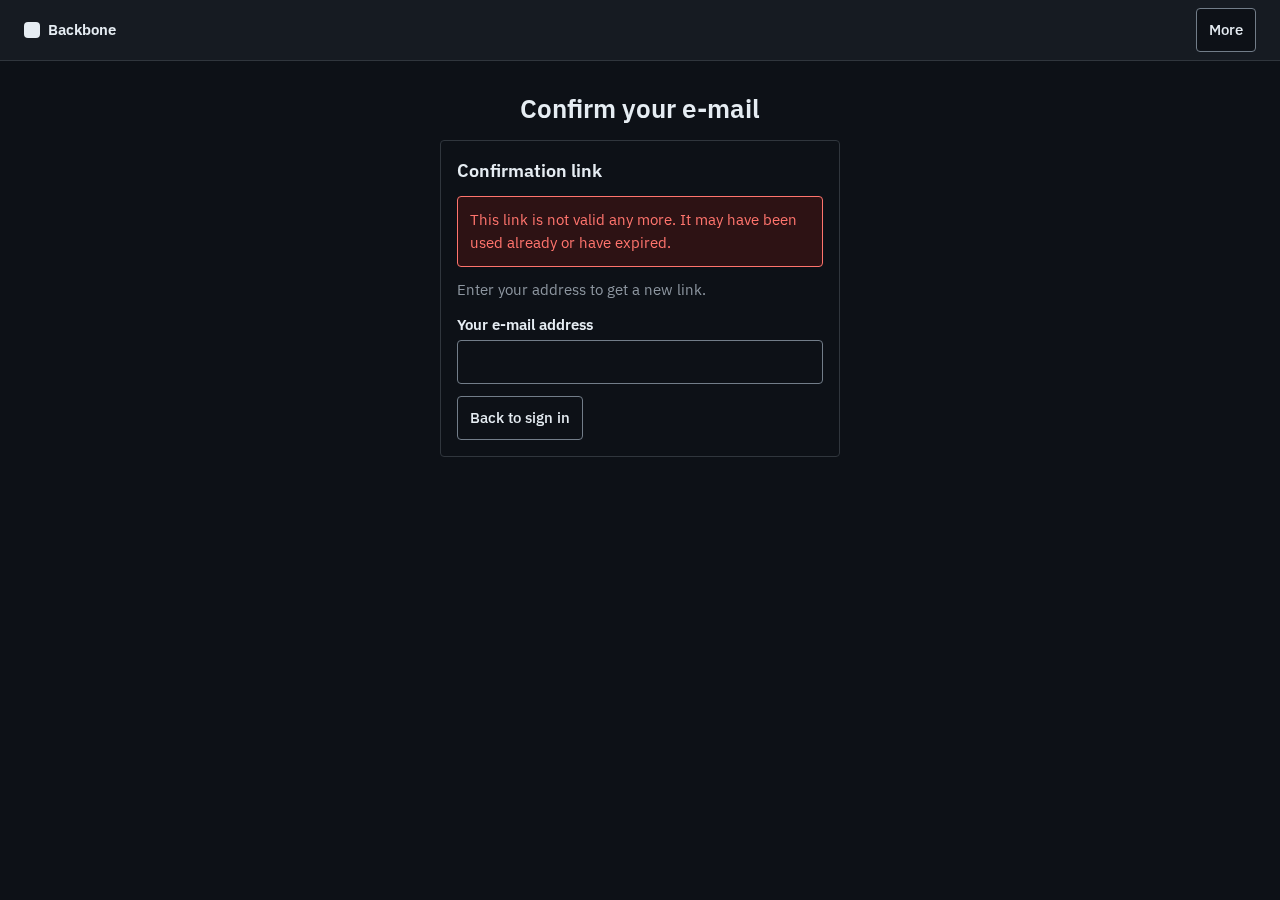 Backbone
More
Confirm your e-mail
Confirmation link
This link is not valid any more. It may have been
used already or have expired.
Enter your address to get a new link.
Your e-mail address
Back to sign in